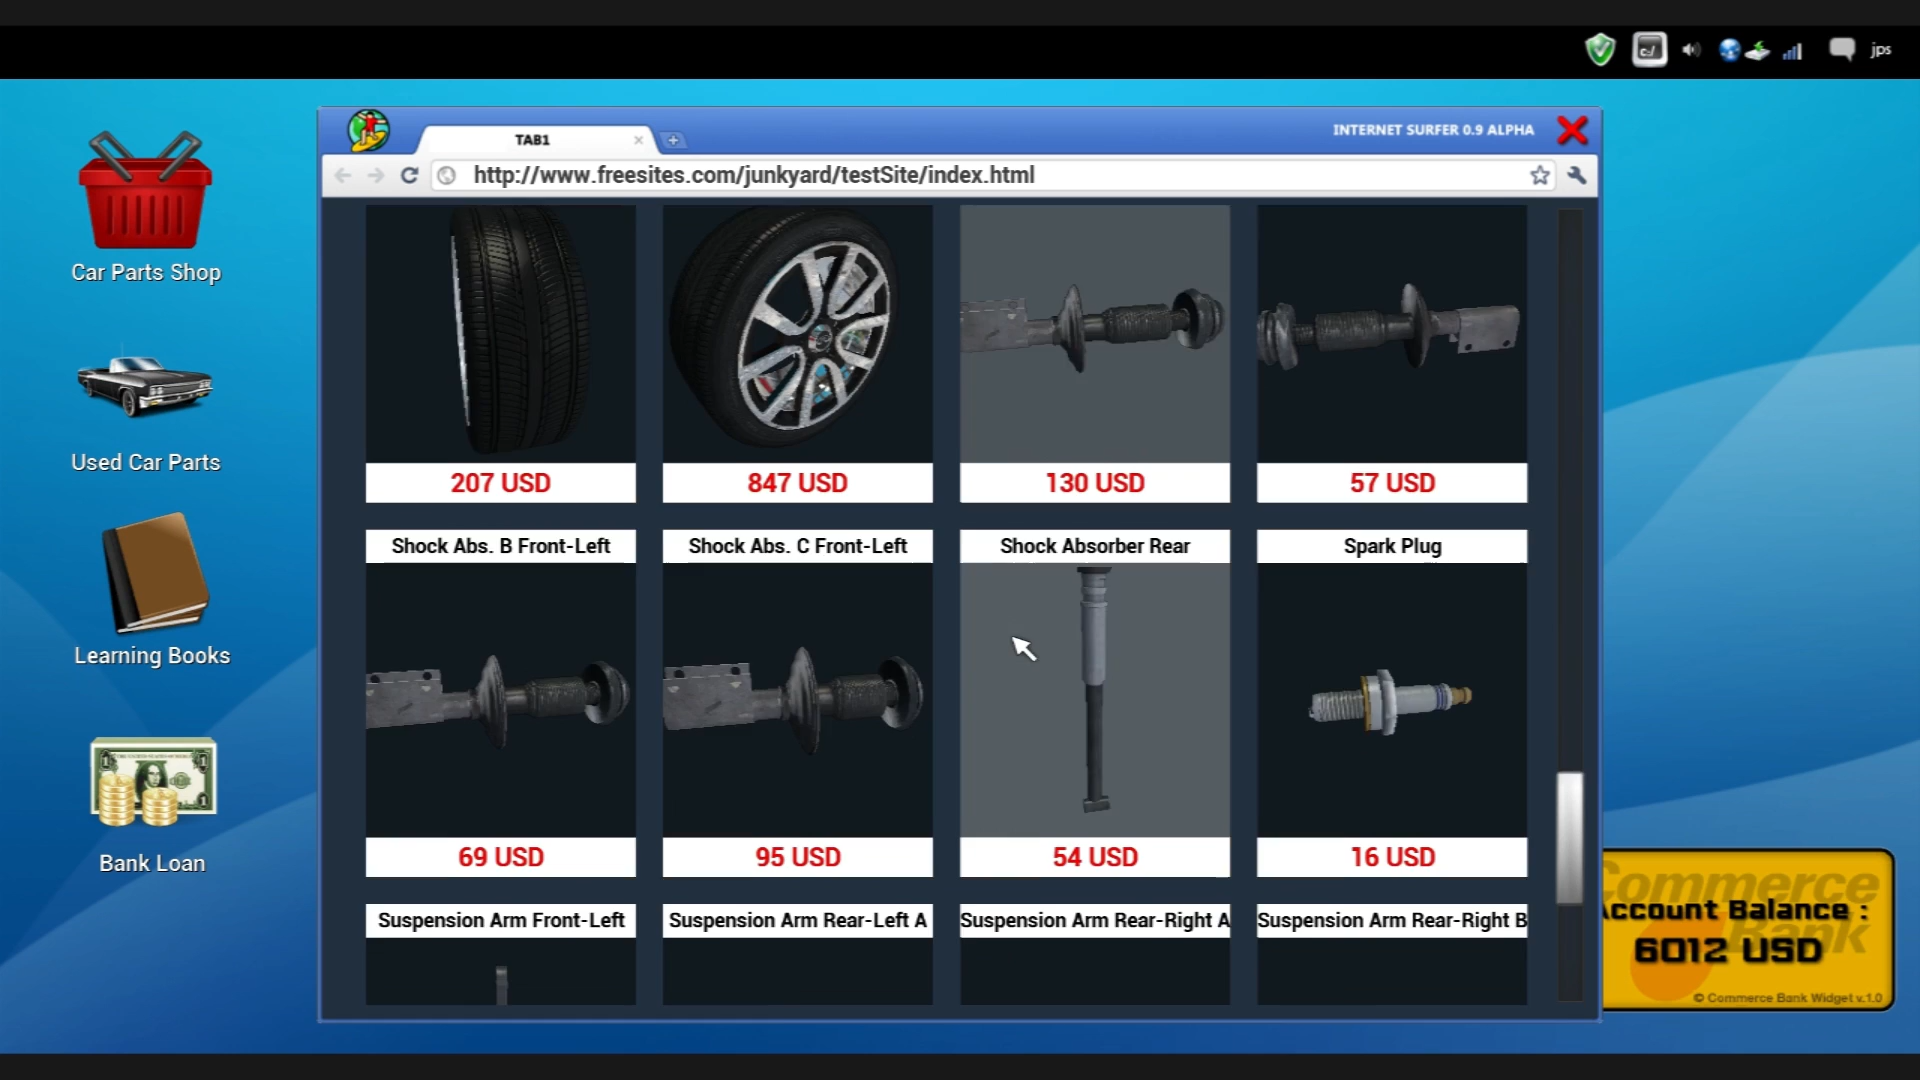 jps
TAB1
INTERNET SURFER 0.9 ALPHA
http://www.freesites.com/junkyard/testSite/index.html
Car Parts Shop
Used Car Parts
Learning Books
Bank Loan
207 USD
847 USD
130 USD
57 USD
Shock Abs. B Front-Left
Shock Abs. C Front-Left
Shock Absorber Rear
Spark Plug
69 USD
95 USD
54 USD
16 USD
Suspension Arm Front-Left
Suspension Arm Rear-Left A
Suspension Arm Rear-Right A
Suspension Arm Rear-Right B
Commerce
Bank
Account Balance :
6012 USD
© Commerce Bank Widget v.1.0